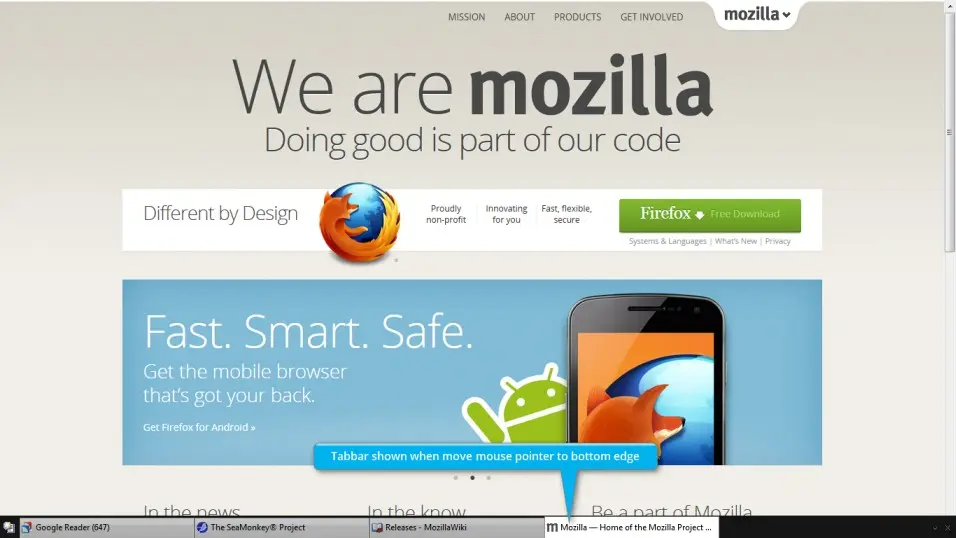 MISSION ABOUT PRODUCTS GET INVOLVED mozilla
We are mozilla
Doing good is part of our code
Different by Design
Proudly
non-profit
Innovating
for you
Fast, flexible,
secure
Firefox Free Download
Systems & Languages | What's New | Privacy
Fast. Smart. Safe.
Get the mobile browser
that's got your back.
Get Firefox for Android »
Tabbar shown when move mouse pointer to bottom edge
In the news In the know Be a part of Mozilla
Google Reader (647) The SeaMonkey® Project Releases - MozillaWiki Mozilla — Home of the Mozilla Project ...